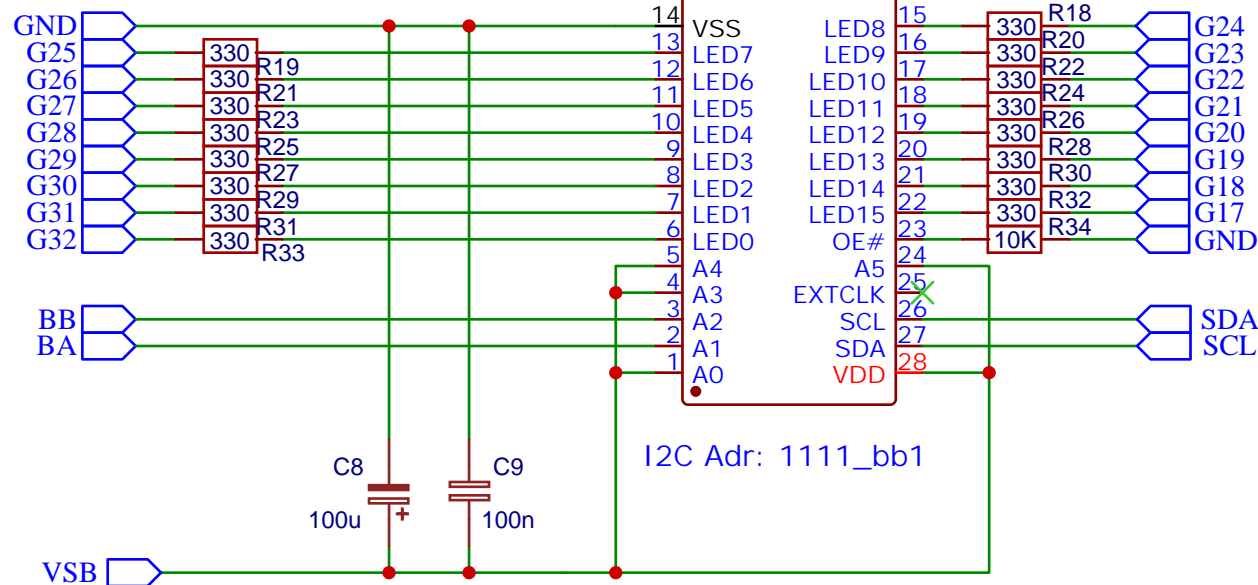 GND 14 VSS LED8 15 330 R18 G24
G25 330 R19 13 LED7 LED9 16 330 R20 G23
G26 330 R21 12 LED6 LED10 17 330 R22 G22
G27 330 R23 11 LED5 LED11 18 330 R24 G21
G28 330 R25 10 LED4 LED12 19 330 R26 G20
G29 330 R27 9 LED3 LED13 20 330 R28 G19
G30 330 R29 8 LED2 LED14 21 330 R30 G18
G31 330 R31 7 LED1 LED15 22 330 R32 G17
G32 330 R33 6 LED0 OE# 23 10K R34 GND
5 A4 A5 24
4 A3 EXTCLK 25
BB 3 A2 SCL 26 SDA
BA 2 A1 SDA 27 SCL
1 A0 VDD 28
I2C Adr: 1111_bb1
C8 C9
100u + 100n
VSB